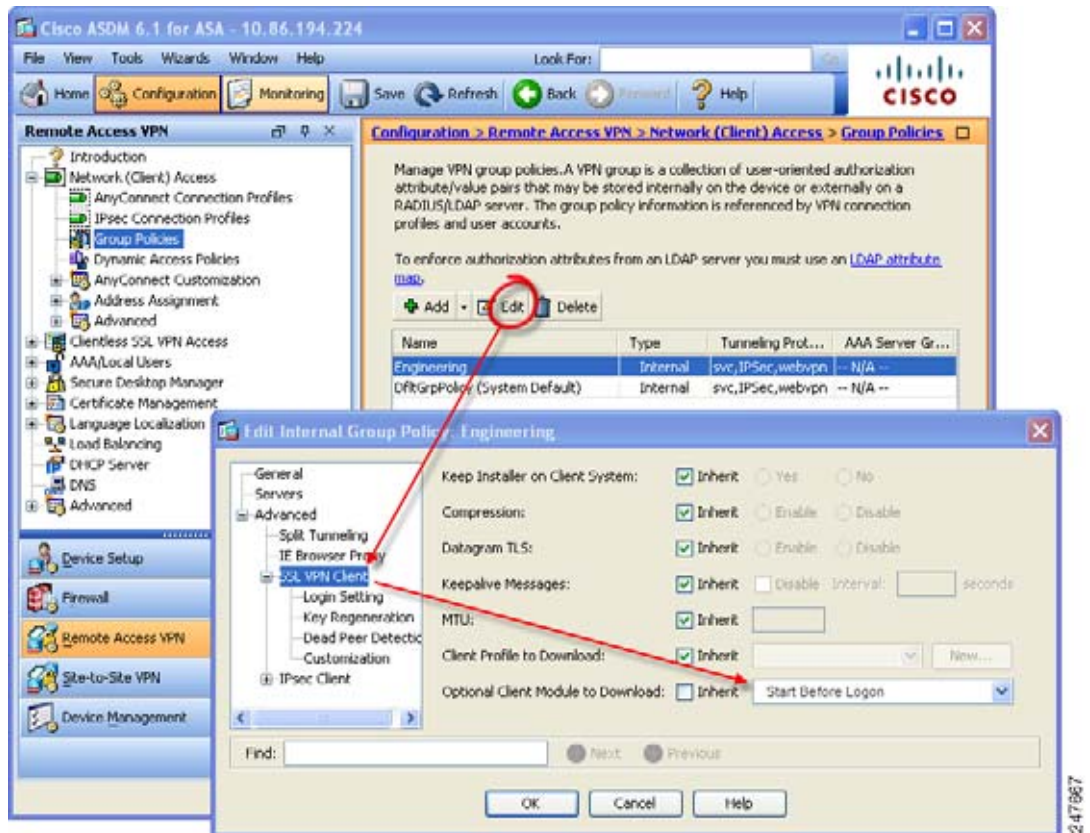 Cisco ASDM 6.1 for ASA - 10.86.194.224
File View Tools Wizards Window Help
Look For:
Go
Home Configuration Monitoring Save Refresh Back Forward Help
CISCO
Remote Access VPN
Introduction
Network (Client) Access
AnyConnect Connection Profiles
IPsec Connection Profiles
Group Policies
Dynamic Access Policies
AnyConnect Customization
Address Assignment
Advanced
Clientless SSL VPN Access
AAA/Local Users
Secure Desktop Manager
Certificate Management
Language Localization
Load Balancing
DHCP Server
DNS
Advanced
Device Setup
Firewall
Remote Access VPN
Site-to-Site VPN
Device Management
Configuration > Remote Access VPN > Network (Client) Access > Group Policies
Manage VPN group policies.A VPN group is a collection of user-oriented authorization
attribute/value pairs that may be stored internally on the device or externally on a
RADIUS/LDAP server. The group policy information is referenced by VPN connection
profiles and user accounts.
To enforce authorization attributes from an LDAP server you must use an LDAP attribute
map.
Add Edit Delete
Name Type Tunneling Prot... AAA Server Gr...
Engineering Internal svc,IPSec,webvpn -- N/A --
DfltGrpPolicy (System Default) Internal svc,IPSec,webvpn -- N/A --
Edit Internal Group Policy: Engineering
General
Servers
Advanced
Split Tunneling
IE Browser Proxy
SSL VPN Client
Login Setting
Key Regeneration
Dead Peer Detectic
Customization
IPsec Client
Keep Installer on Client System: Inherit Yes No
Compression: Inherit Enable Disable
Datagram TLS: Inherit Enable Disable
Keepalive Messages: Inherit Disable Interval: seconds
MTU: Inherit
Client Profile to Download: Inherit New...
Optional Client Module to Download: Inherit Start Before Logon
Find: Next Previous
OK Cancel Help
247667